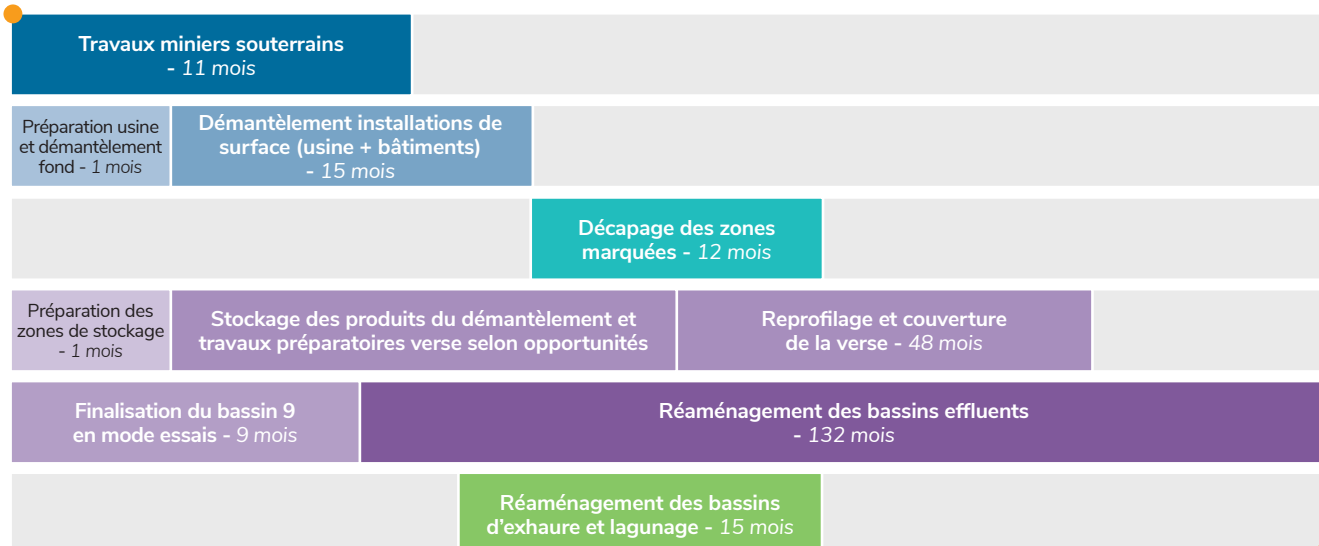 Travaux miniers souterrains
- 11 mois
Préparation usine
et démantèlement
fond - 1 mois
Démantèlement installations de
surface (usine + bâtiments)
- 15 mois
Décapage des zones
marquées - 12 mois
Préparation des
zones de stockage
- 1 mois
Stockage des produits du démantèlement et
travaux préparatoires verse selon opportunités
Reprofilage et couverture
de la verse - 48 mois
Finalisation du bassin 9
en mode essais - 9 mois
Réaménagement des bassins effluents
- 132 mois
Réaménagement des bassins
d’exhaure et lagunage - 15 mois